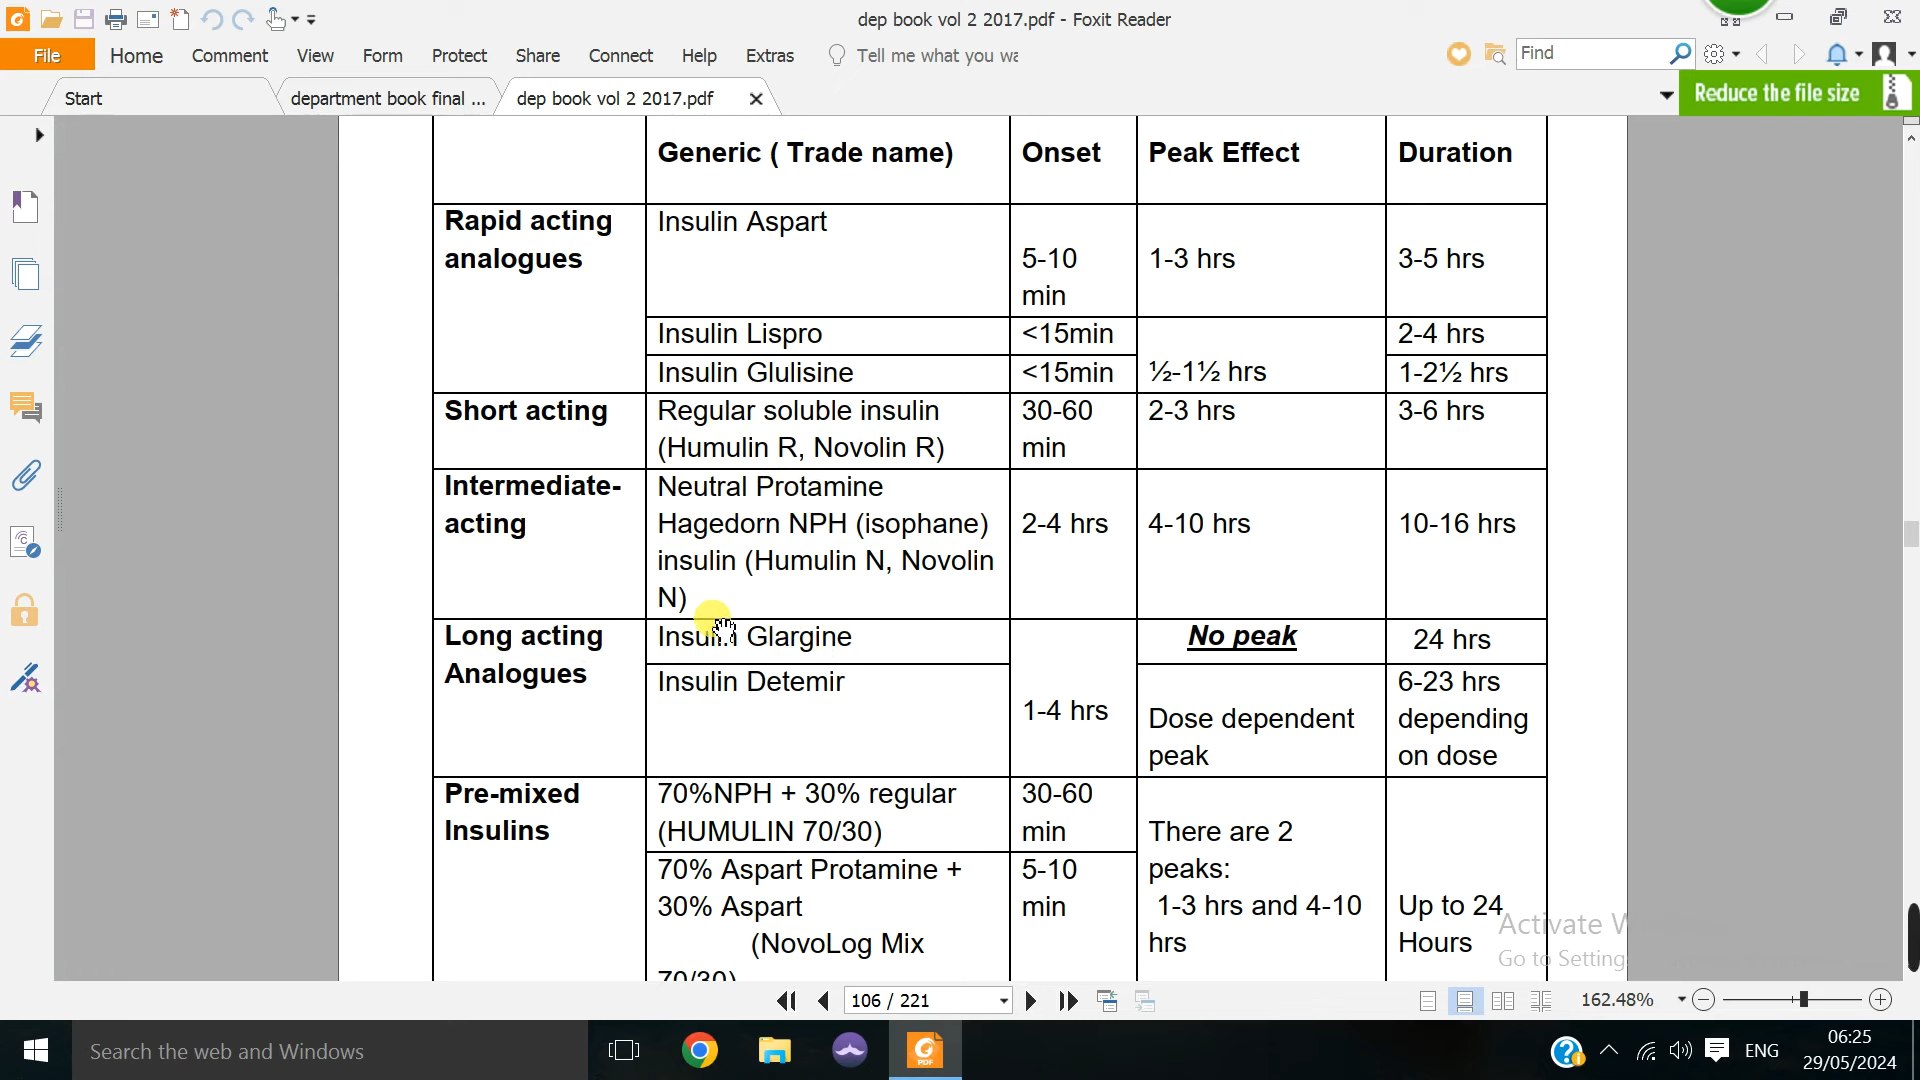 dep book vol 2 2017.pdf - Foxit Reader
File Home Comment View Form Protect Share Connect Help Extras Tell me what you wa Find
Start department book final ... dep book vol 2 2017.pdf Reduce the file size
Generic ( Trade name) Onset Peak Effect Duration
Rapid acting Insulin Aspart
analogues 5-10 1-3 hrs 3-5 hrs
min
Insulin Lispro <15min 2-4 hrs
Insulin Glulisine <15min ½-1½ hrs 1-2½ hrs
Short acting Regular soluble insulin 30-60 2-3 hrs 3-6 hrs
(Humulin R, Novolin R) min
Intermediate- Neutral Protamine
acting Hagedorn NPH (isophane) 2-4 hrs 4-10 hrs 10-16 hrs
insulin (Humulin N, Novolin
N)
Long acting Insulin Glargine No peak 24 hrs
Analogues Insulin Detemir 6-23 hrs
1-4 hrs Dose dependent depending
peak on dose
Pre-mixed 70%NPH + 30% regular 30-60
Insulins (HUMULIN 70/30) min There are 2
70% Aspart Protamine + 5-10 peaks:
30% Aspart min 1-3 hrs and 4-10 Up to 24
(NovoLog Mix hrs Hours
70/30)
Activate W
Go to Setting
106 / 221 162.48%
Search the web and Windows ENG 06:25
29/05/2024